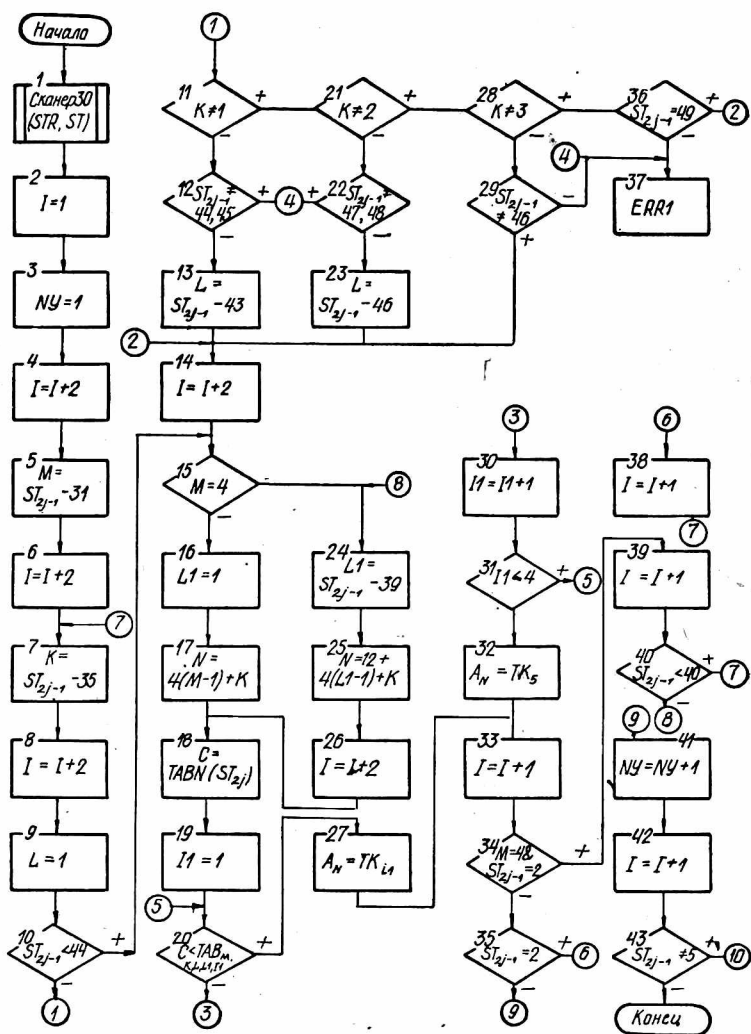 Начало
1
Сканер30
(STR, ST)
2
I=1
3
NУ=1
4
I=I+2
5
M=
ST2j-1 -31
6
I=I+2
7
7
K=
ST2j-1 -35
8
I=I+2
9
L=1
10
ST2j-1 <44
+
−
1
1
11
K≠1
+
−
12
ST2j-1 ≠
44,45
+
4
−
13
L=
ST2j-1 -43
2
14
I=I+2
15
M=4
−
8
16
L1=1
17
N=
4(M-1)+K
18
C=
TABN(ST2j)
19
I1=1
5
20
C<TABM,
K,L,L1,I1
+
−
3
21
K≠2
+
−
22
ST2j-1 ≠
47,48
+
−
23
L=
ST2j-1 -46
24
L1=
ST2j-1 -39
25
N=12+
4(L1-1)+K
26
I=I+2
27
AN=TKi1
28
K≠3
+
−
29
ST2j-1
≠46
−
+
4
36
ST2j-1 =49
+
2
−
37
ERR1
3
30
I1=I1+1
31
I1≤4
+
5
−
32
AN=TK5
33
I=I+1
34
M=4&
ST2j-1 =2
+
−
35
ST2j-1 =2
+
6
−
9
6
38
I=I+1
7
39
I=I+1
40
ST2j-1 <40
+
7
−
8
9
41
NУ=NУ+1
42
I=I+1
43
ST2j-1 ≠5
+
10
−
Конец